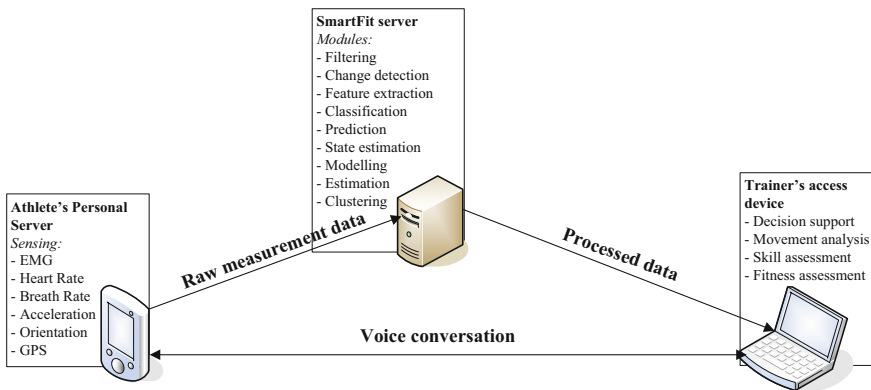 SmartFit server
Modules:
- Filtering
- Change detection
- Feature extraction
- Classification
- Prediction
- State estimation
- Modelling
- Estimation
- Clustering
Athlete's Personal
Server
Sensing:
- EMG
- Heart Rate
- Breath Rate
- Acceleration
- Orientation
- GPS
Raw measurement data
Processed data
Voice conversation
Trainer's access
device
- Decision support
- Movement analysis
- Skill assessment
- Fitness assessment